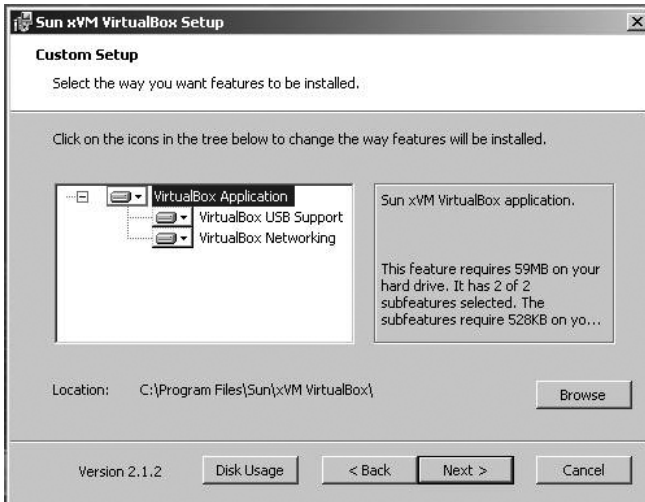 Sun xVM VirtualBox Setup
Custom Setup
Select the way you want features to be installed.
Click on the icons in the tree below to change the way features will be installed.
VirtualBox Application
VirtualBox USB Support
VirtualBox Networking
Sun xVM VirtualBox application.
This feature requires 59MB on your
hard drive. It has 2 of 2
subfeatures selected. The
subfeatures require 528KB on yo...
Location: C:\Program Files\Sun\xVM VirtualBox\
Browse
Version 2.1.2
Disk Usage
< Back
Next >
Cancel